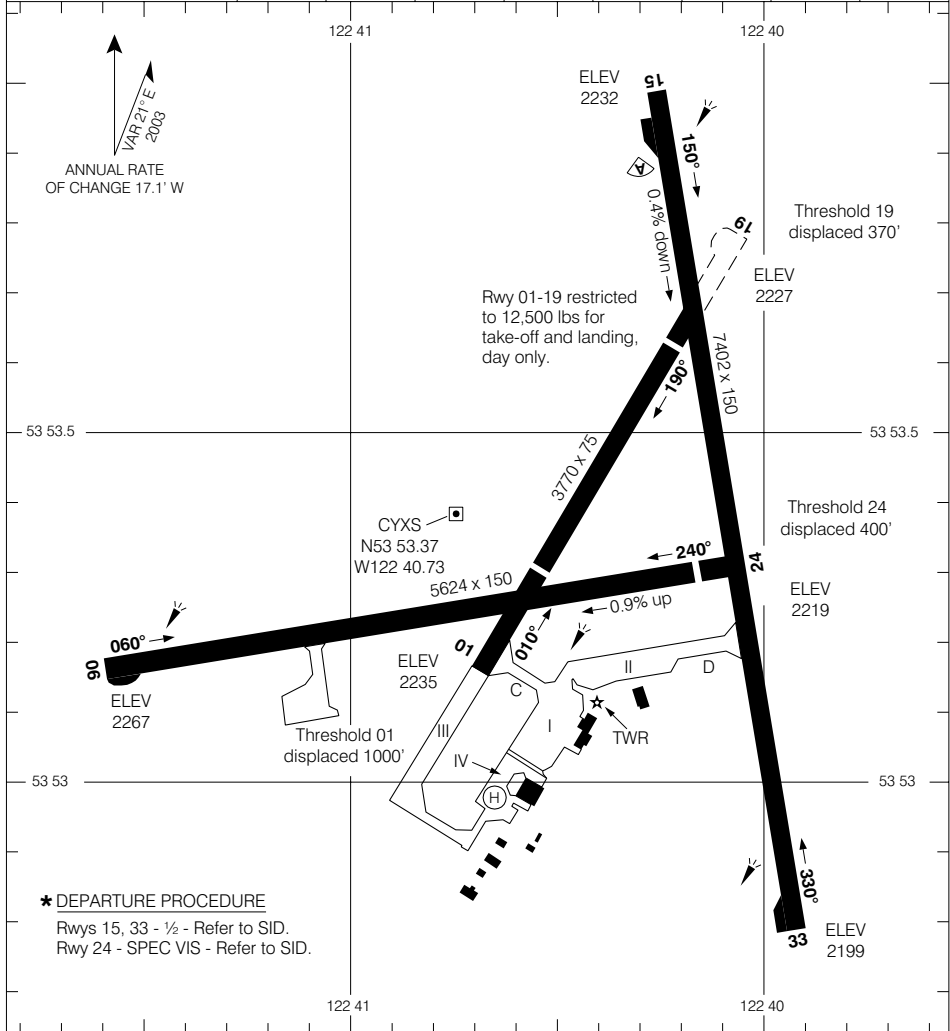 122 41
122 40
ELEV
2232
15
VAR 21° E
2003
ANNUAL RATE
OF CHANGE 17.1' W
150°
A
0.4% down
19
Threshold 19
displaced 370'
ELEV
2227
Rwy 01-19 restricted
to 12,500 lbs for
take-off and landing,
day only.
190°
7402 x 150
53 53.5
53 53.5
3770 x 75
CYXS
N53 53.37
W122 40.73
Threshold 24
displaced 400'
240°
24
5624 x 150
0.9% up
ELEV
2219
060°
06
01
010°
ELEV
2235
ELEV
2267
II
D
C
I
III
TWR
Threshold 01
displaced 1000'
IV
53 53
53 53
H
330°
33
ELEV
2199
* DEPARTURE PROCEDURE
Rwys 15, 33 - ½ - Refer to SID.
Rwy 24 - SPEC VIS - Refer to SID.
122 41
122 40